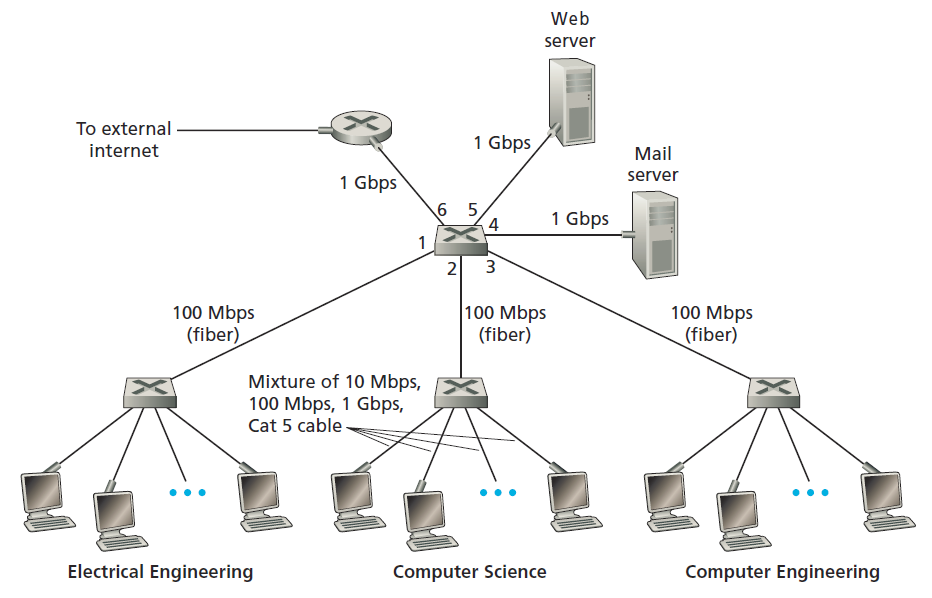 Web
server
To external
internet
1 Gbps
Mail
server
1 Gbps
6 5
4
1 Gbps
1
2 3
100 Mbps
(fiber)
100 Mbps
(fiber)
100 Mbps
(fiber)
Mixture of 10 Mbps,
100 Mbps, 1 Gbps,
Cat 5 cable
Electrical Engineering
Computer Science
Computer Engineering